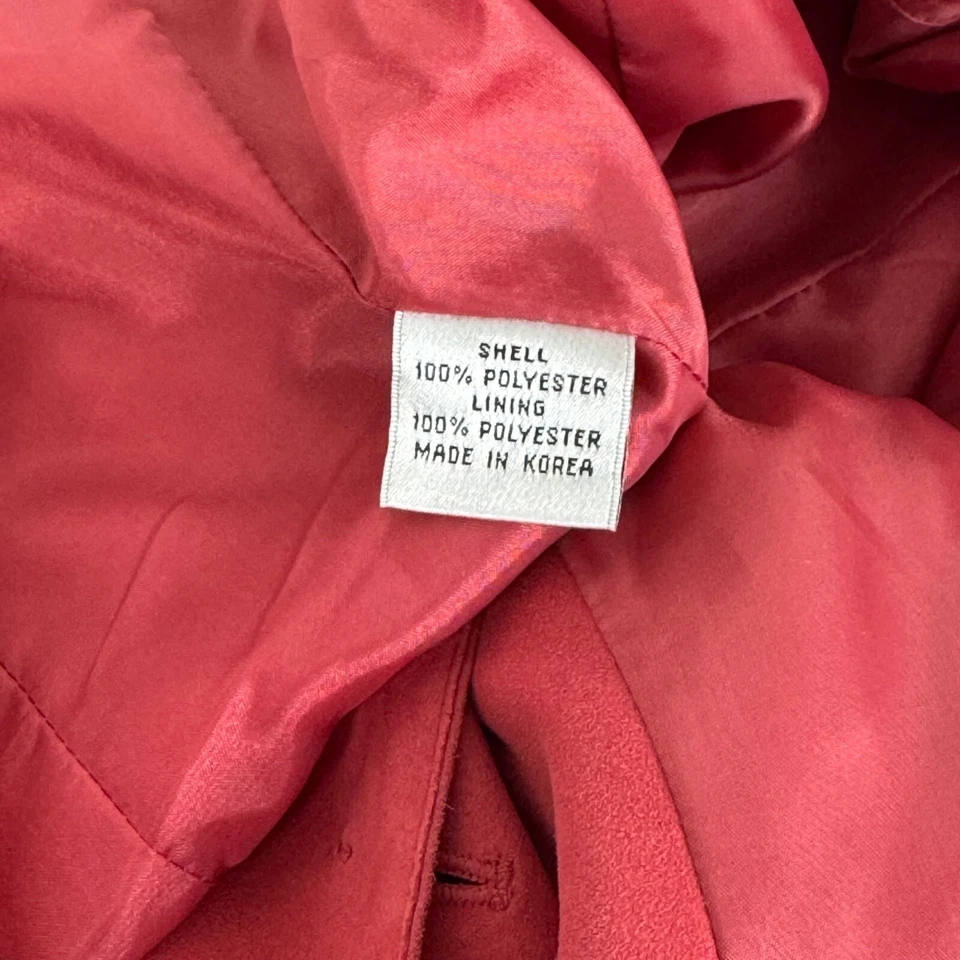 SHELL
100% POLYESTER
LINING
100% POLYESTER
MADE IN KOREA